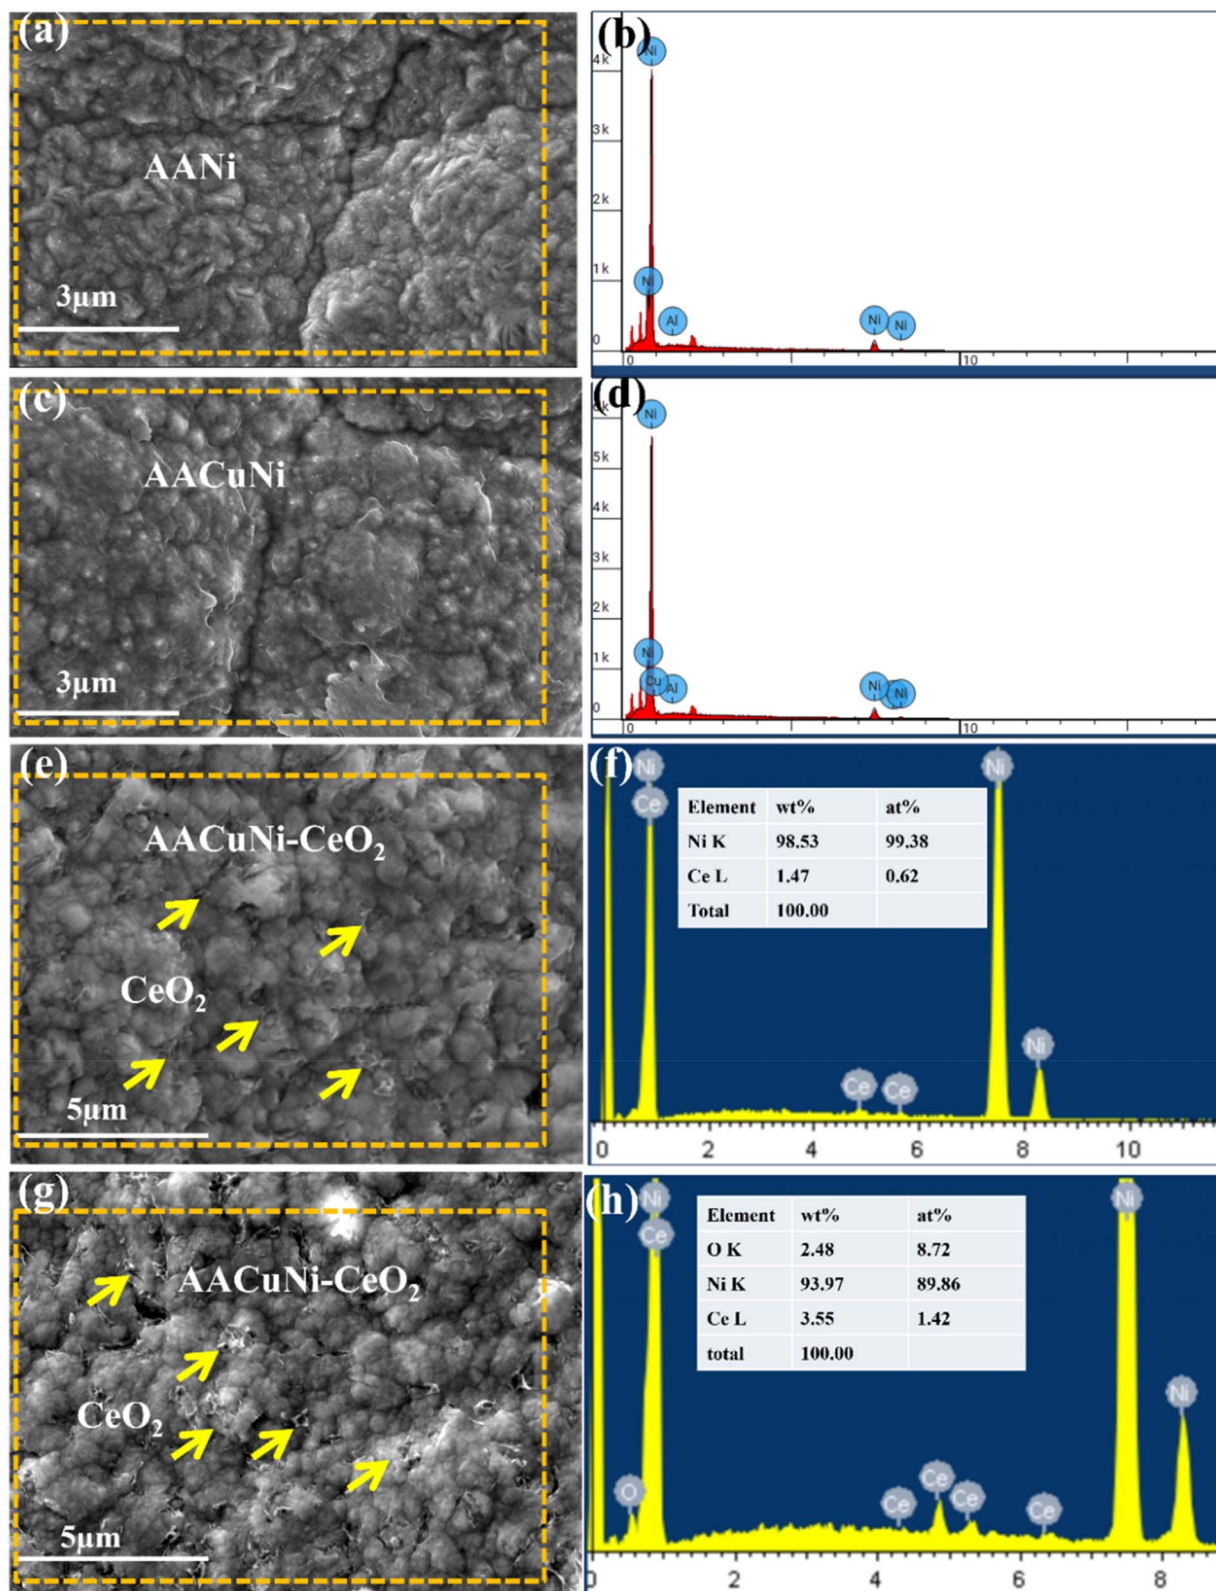 (a)
AANi
3μm
(b)
4k
3k
2k
1k
0
Ni
Ni
Al
Ni
Ni
0
10
(c)
AACuNi
3μm
(d)
6k
5k
4k
3k
2k
1k
0
Ni
Ni
Cu
Al
Ni
Ni
0
10
(e)
AACuNi-CeO₂
CeO₂
5μm
(f)
Ni
Ce
Ni
Element wt% at%
Ni K 98.53 99.38
Ce L 1.47 0.62
Total 100.00
Ce
Ce
Ni
0 2 4 6 8 10
(g)
AACuNi-CeO₂
CeO₂
5μm
(h)
Ni
Ce
Ni
Element wt% at%
O K 2.48 8.72
Ni K 93.97 89.86
Ce L 3.55 1.42
total 100.00
Ni
O
Ce
Ce
Ce
Ce
0 2 4 6 8